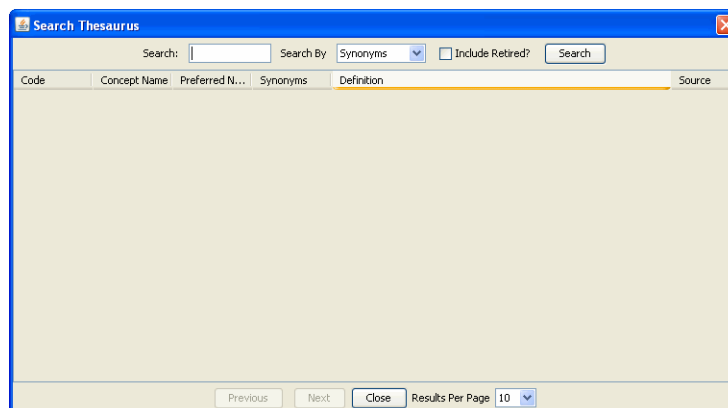 Search Thesaurus
Search: Search By Synonyms Include Retired? Search
Code Concept Name Preferred N... Synonyms Definition Source
Previous Next Close Results Per Page 10